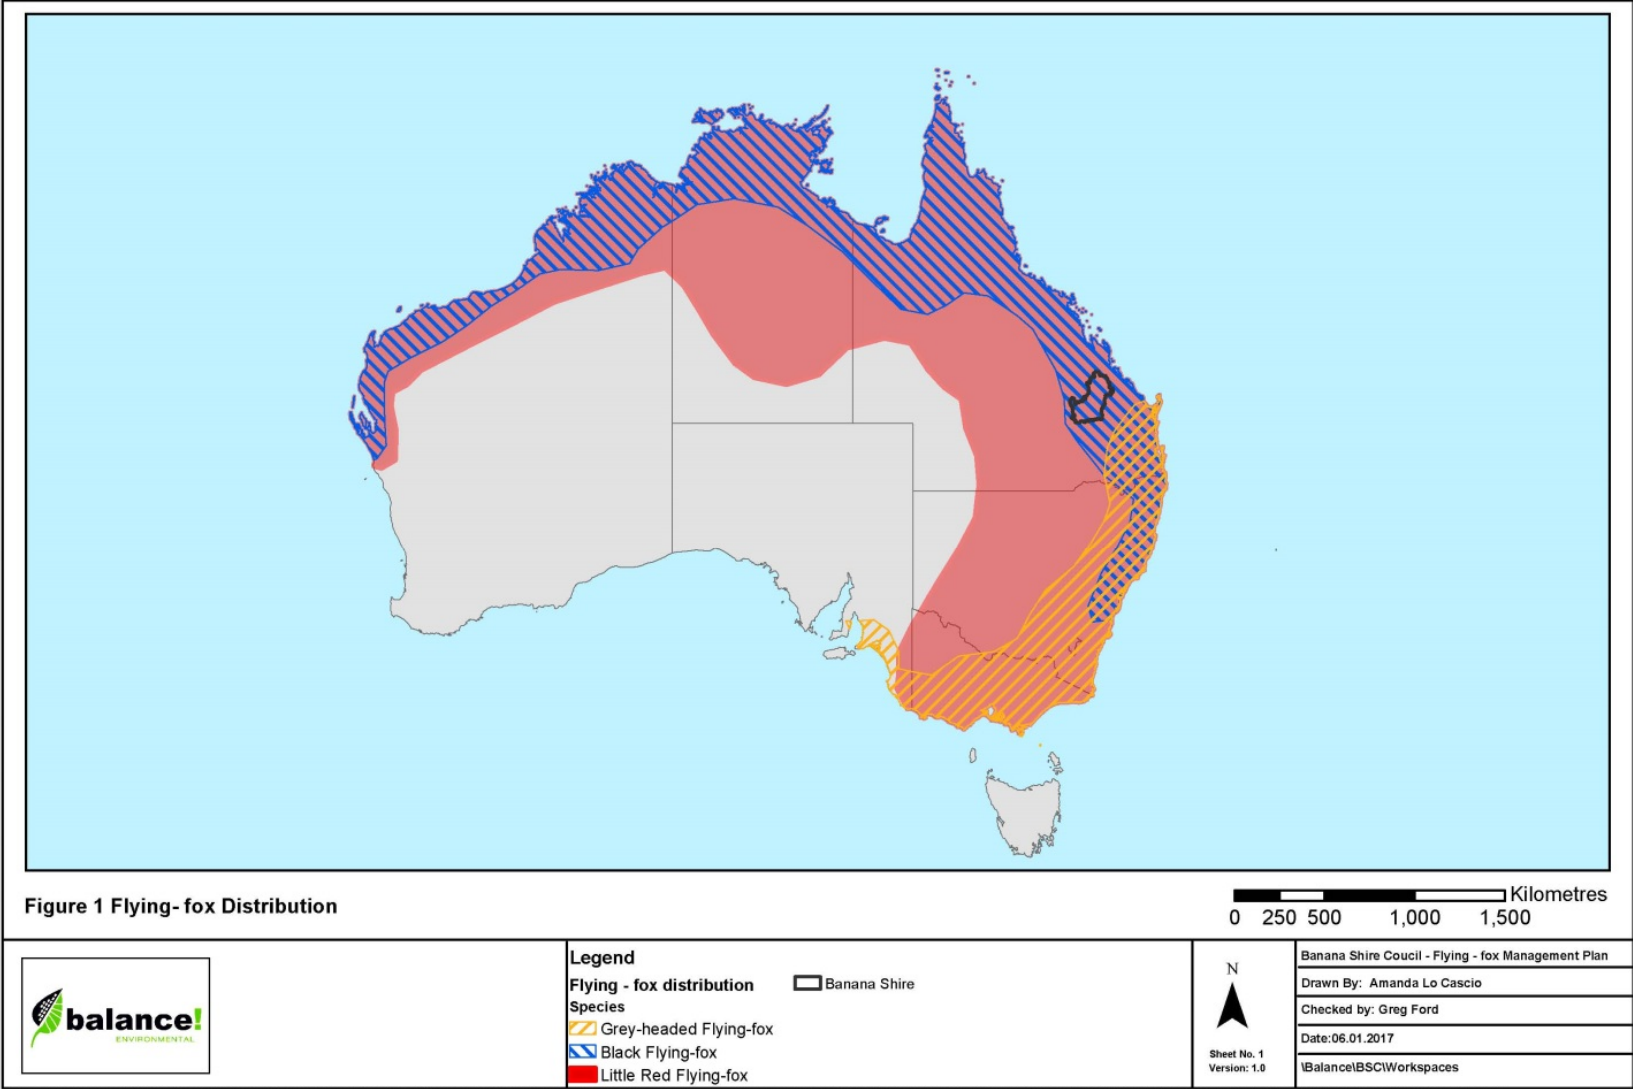 Figure 1 Flying- fox Distribution
Kilometres
0 250 500 1,000 1,500
balance!
ENVIRONMENTAL
Legend
Flying - fox distribution
Banana Shire
Species
Grey-headed Flying-fox
Black Flying-fox
Little Red Flying-fox
N
Sheet No. 1
Version: 1.0
Banana Shire Coucil - Flying - fox Management Plan
Drawn By: Amanda Lo Cascio
Checked by: Greg Ford
Date:06.01.2017
\Balance\BSC\Workspaces